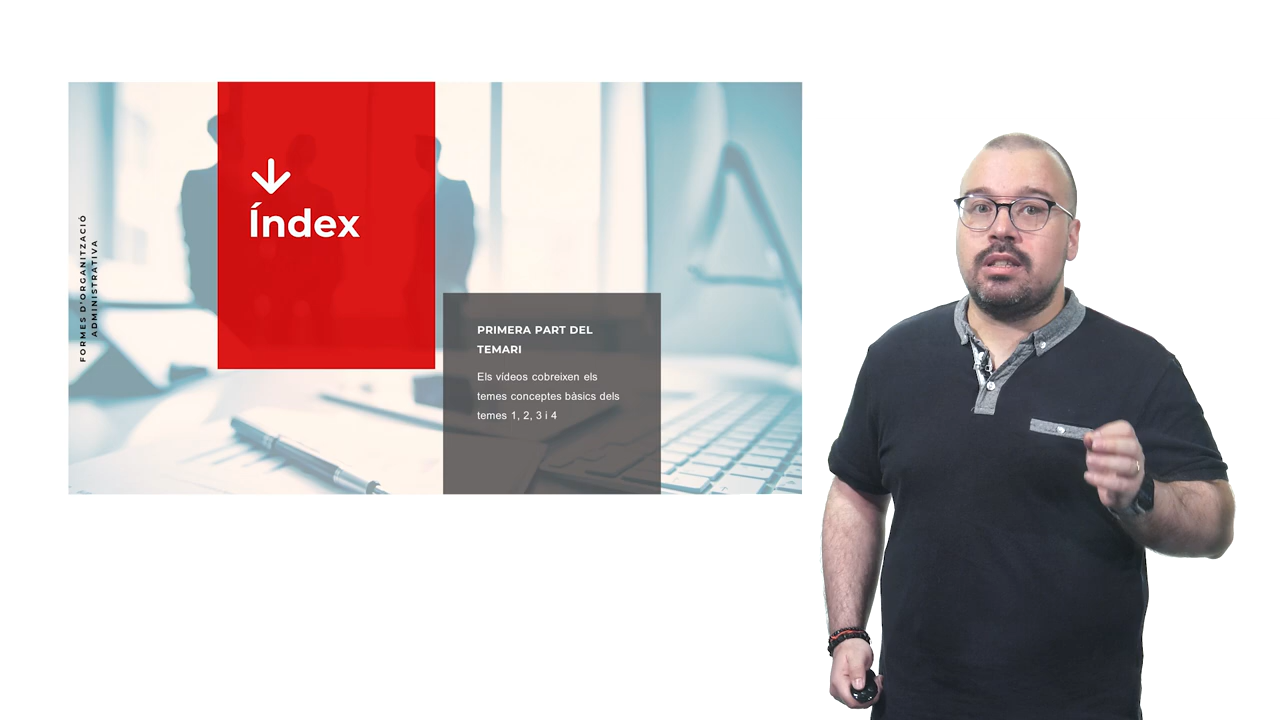 FORMES D'ORGANITZACIÓ
ADMINISTRATIVA
Índex
PRIMERA PART DEL
TEMARI
Els vídeos cobreixen els
temes conceptes bàsics dels
temes 1, 2, 3 i 4